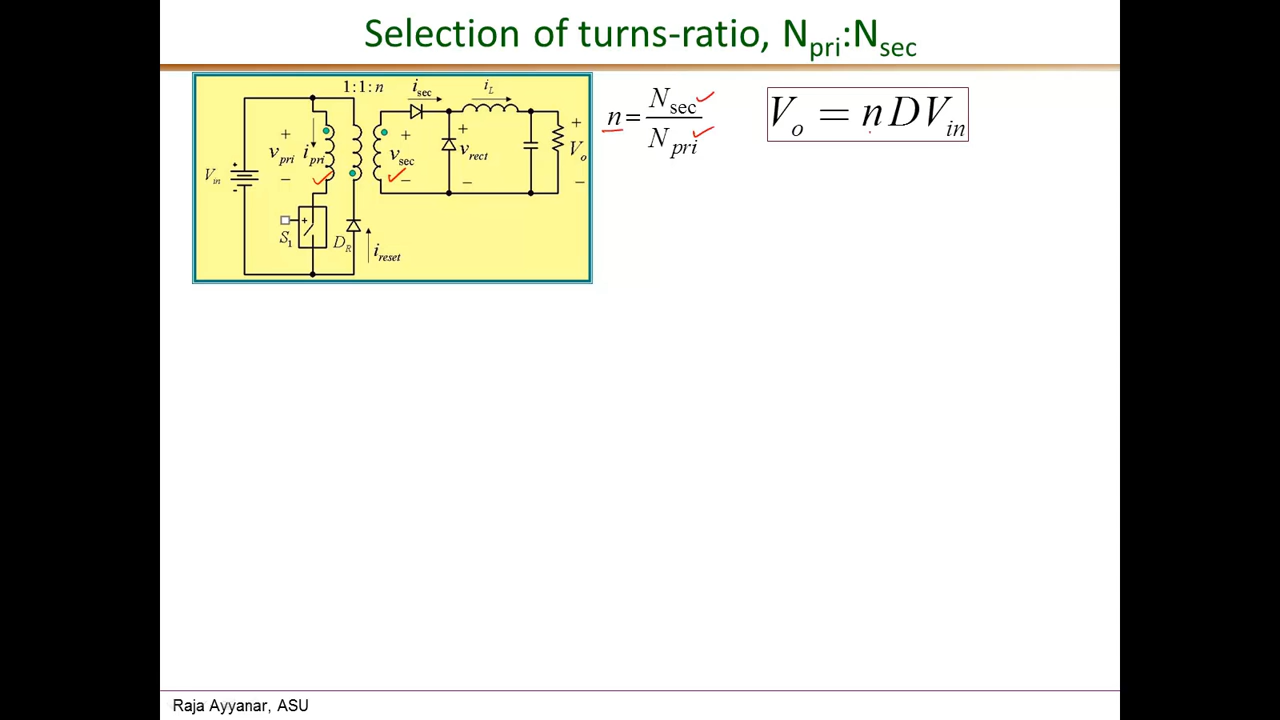 Selection of turns-ratio, Npri:Nsec
1:1:n
isec
iL
+ vpri −
ipri
+ vsec −
+ vrect −
+ Vo −
Vin
+
-
+
S1
DR
ireset
n = Nsec / Npri
Vo = nDVin
Raja Ayyanar, ASU